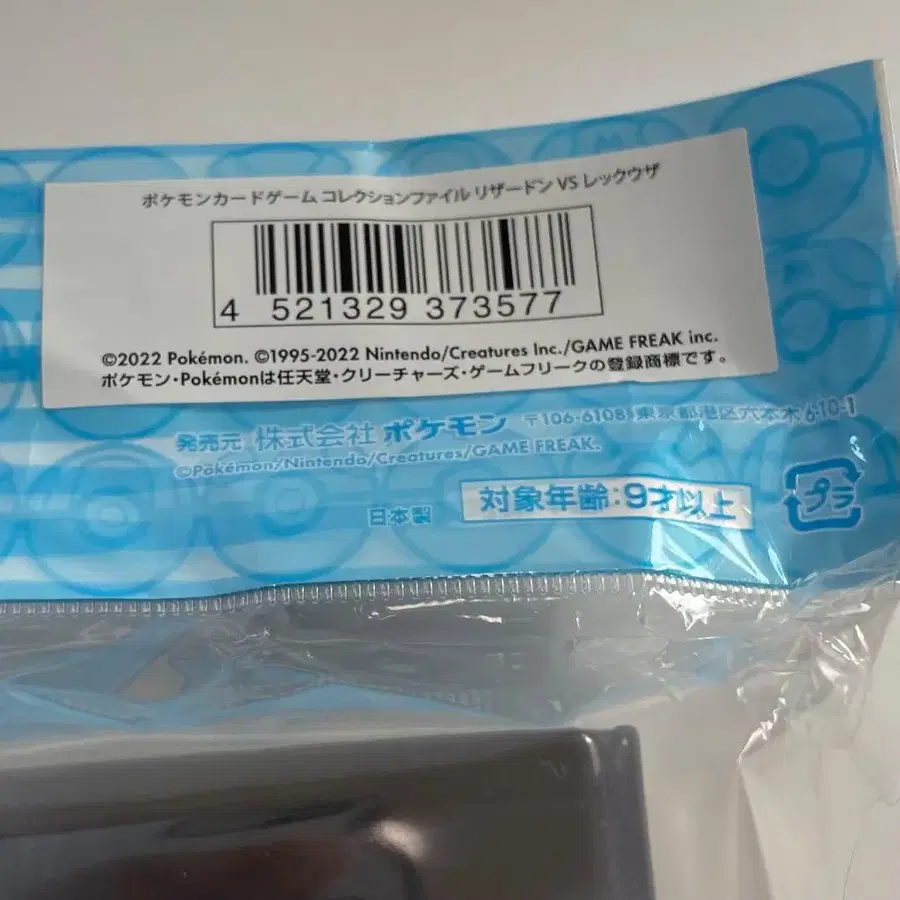 ポケモンカードゲーム コレクションファイル リザードン VS レックウザ
4 521329 373577
©2022 Pokémon. ©1995-2022 Nintendo/Creatures Inc./GAME FREAK inc.
ポケモン・Pokémonは任天堂・クリーチャーズ・ゲームフリークの登録商標です。
発売元 株式会社 ポケモン 〒106-6108 東京都港区六本木 6-10-1
©Pokémon/Nintendo/Creatures/GAME FREAK.
日本製 対象年齢:9才以上 プラ